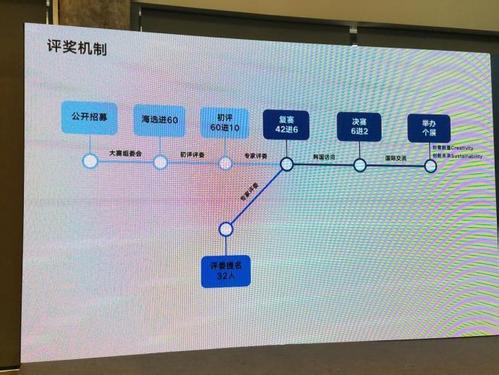 评奖机制
公开招募
海选进60
初评
60进10
复赛
42进6
决赛
6进2
举办
个展
大赛组委会
初评评委
专家评委
跨国访问
国际交流
创意融盟Creativity
创新未来Sustainability
专家评委
评委提名
32人